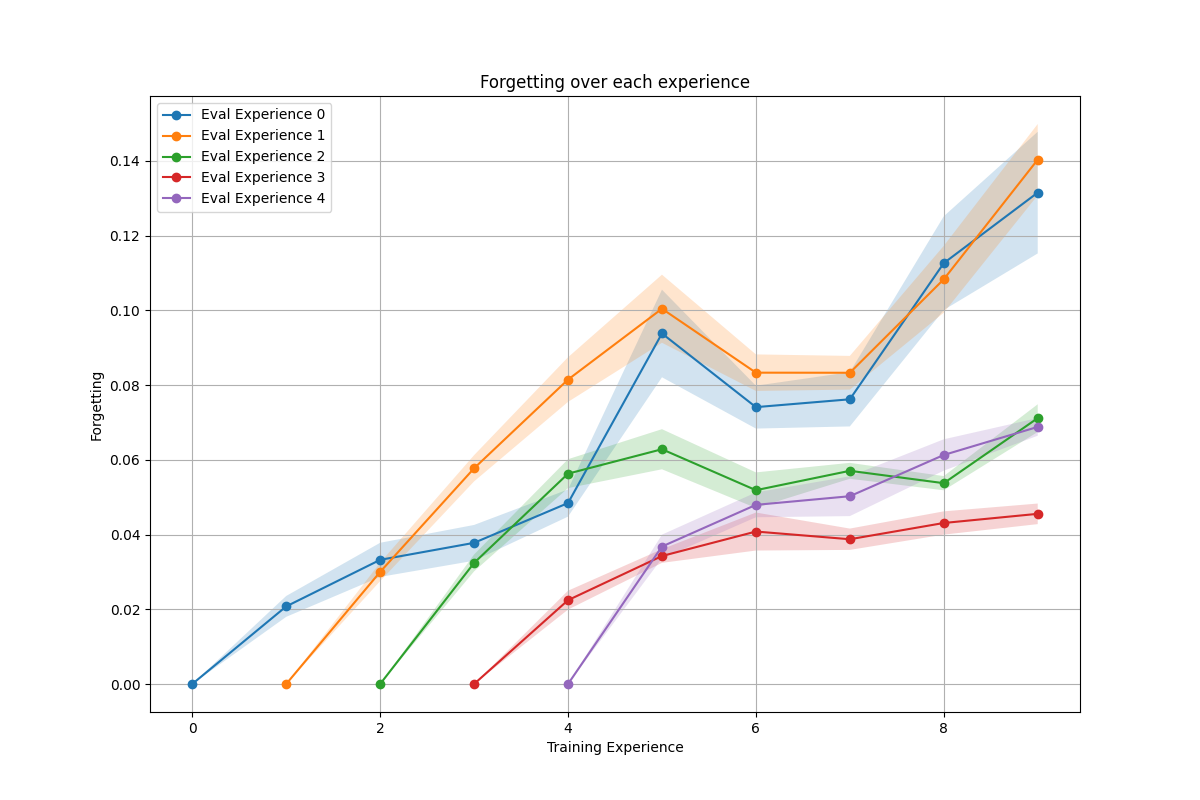 Forgetting over each experience
Eval Experience 0
Eval Experience 1
Eval Experience 2
Eval Experience 3
Eval Experience 4
0.14
0.12
0.10
0.08
0.06
0.04
0.02
0.00
Forgetting
0 2 4 6 8
Training Experience